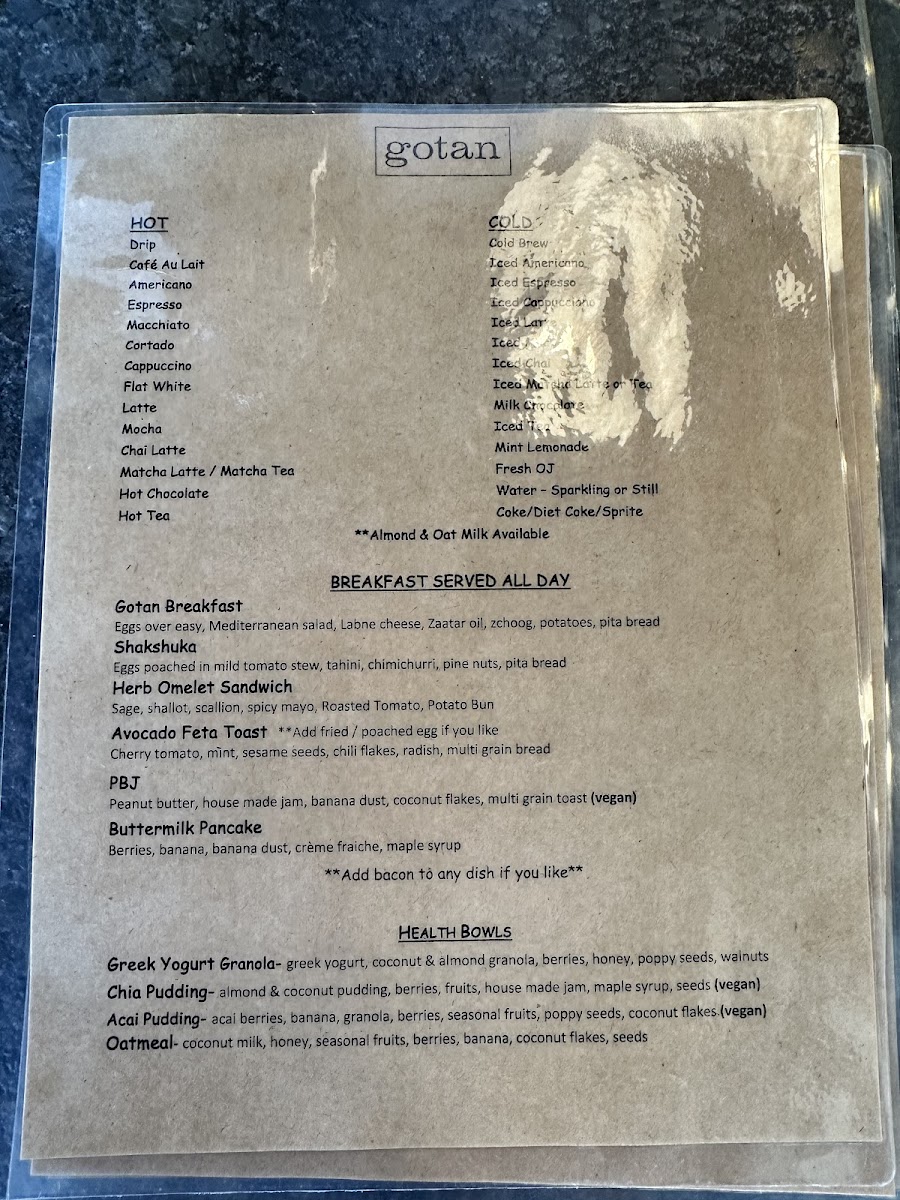 gotan
HOT
Drip
Café Au Lait
Americano
Espresso
Macchiato
Cortado
Cappuccino
Flat White
Latte
Mocha
Chai Latte
Matcha Latte / Matcha Tea
Hot Chocolate
Hot Tea
COLD
Cold Brew
Iced Americano
Iced Espresso
Iced Cappuccino
Iced
Iced
Iced Chai
Iced Matcha Latte or Tea
Milk Chocolate
Iced Tea
Mint Lemonade
Fresh OJ
Water - Sparkling or Still
Coke/Diet Coke/Sprite
**Almond & Oat Milk Available
BREAKFAST SERVED ALL DAY
Gotan Breakfast
Eggs over easy, Mediterranean salad, Labne cheese, Zaatar oil, zchoog, potatoes, pita bread
Shakshuka
Eggs poached in mild tomato stew, tahini, chimichurri, pine nuts, pita bread
Herb Omelet Sandwich
Sage, shallot, scallion, spicy mayo, Roasted Tomato, Potato Bun
Avocado Feta Toast **Add fried / poached egg if you like
Cherry tomato, mint, sesame seeds, chili flakes, radish, multi grain bread
PBJ
Peanut butter, house made jam, banana dust, coconut flakes, multi grain toast (vegan)
Buttermilk Pancake
Berries, banana, banana dust, crème fraiche, maple syrup
**Add bacon to any dish if you like**
HEALTH BOWLS
Greek Yogurt Granola- greek yogurt, coconut & almond granola, berries, honey, poppy seeds, walnuts
Chia Pudding- almond & coconut pudding, berries, fruits, house made jam, maple syrup, seeds (vegan)
Acai Pudding- acai berries, banana, granola, berries, seasonal fruits, poppy seeds, coconut flakes (vegan)
Oatmeal- coconut milk, honey, seasonal fruits, berries, banana, coconut flakes, seeds